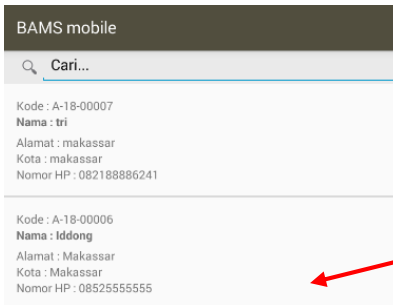 BAMS mobile
Cari...
Kode : A-18-00007
Nama : tri
Alamat : makassar
Kota : makassar
Nomor HP : 082188886241
Kode : A-18-00006
Nama : Iddong
Alamat : Makassar
Kota : Makassar
Nomor HP : 08525555555